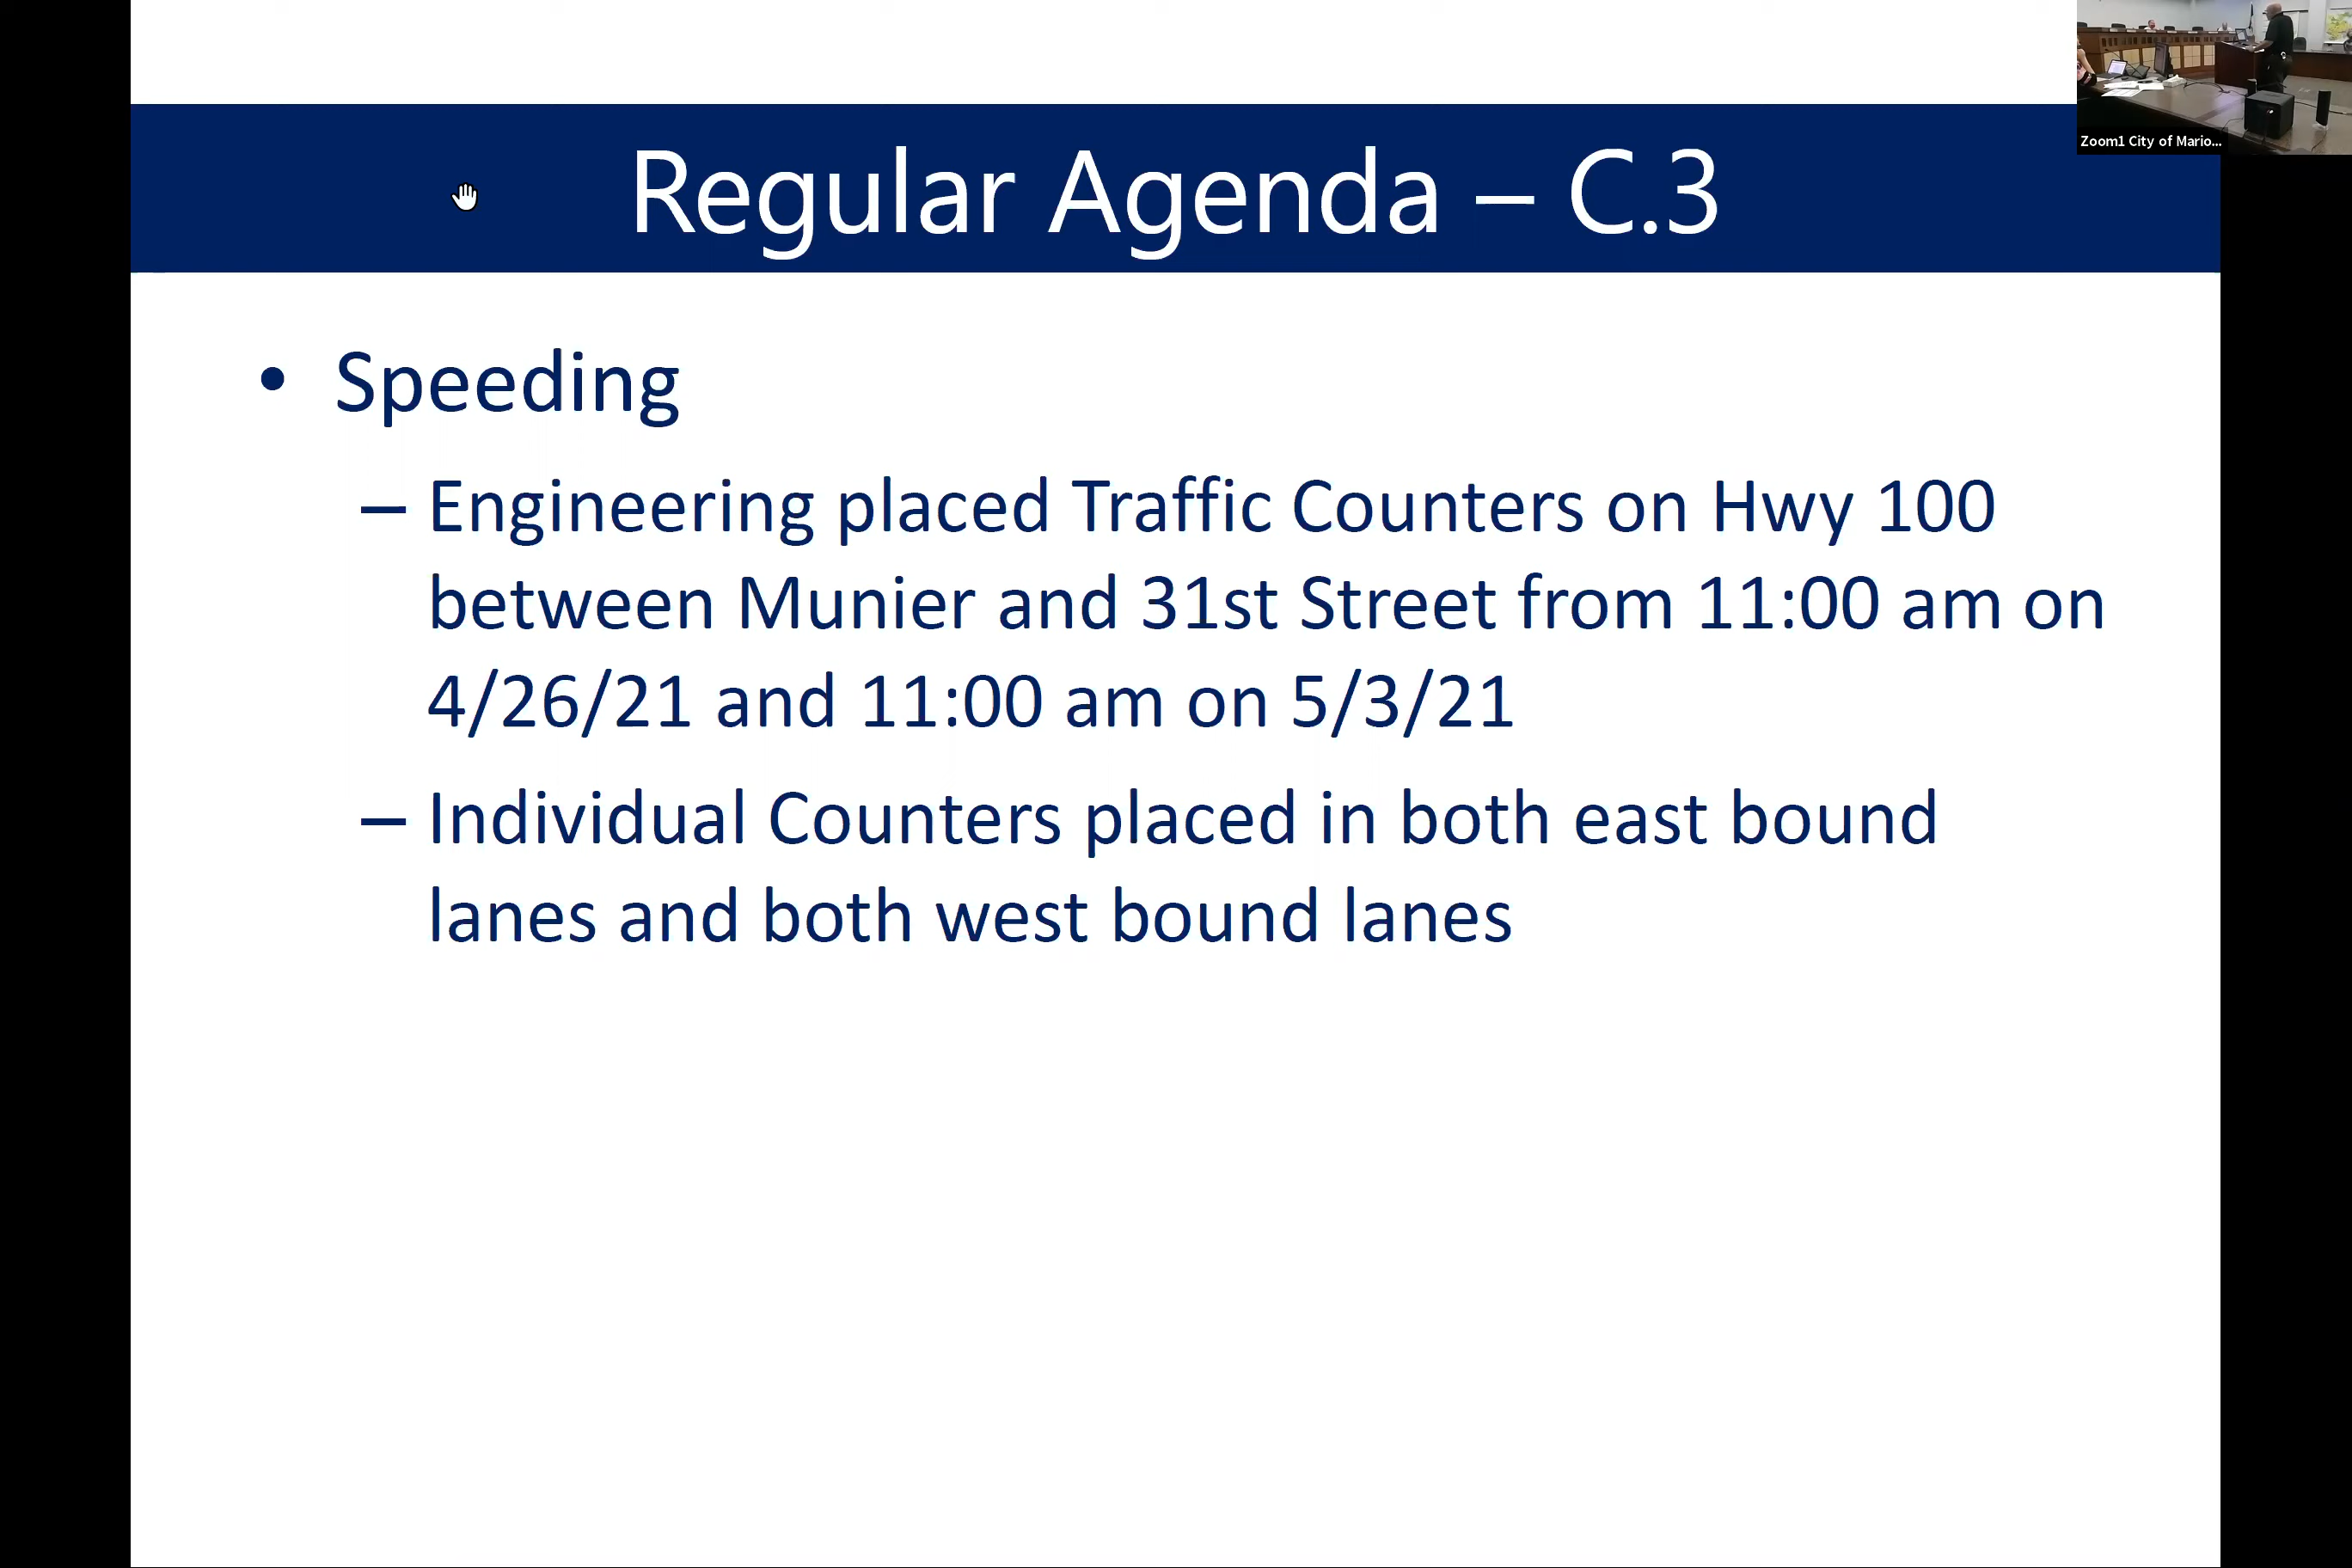 Regular Agenda – C.3
Zoom1 City of Mario...
• Speeding
– Engineering placed Traffic Counters on Hwy 100
between Munier and 31st Street from 11:00 am on
4/26/21 and 11:00 am on 5/3/21
– Individual Counters placed in both east bound
lanes and both west bound lanes